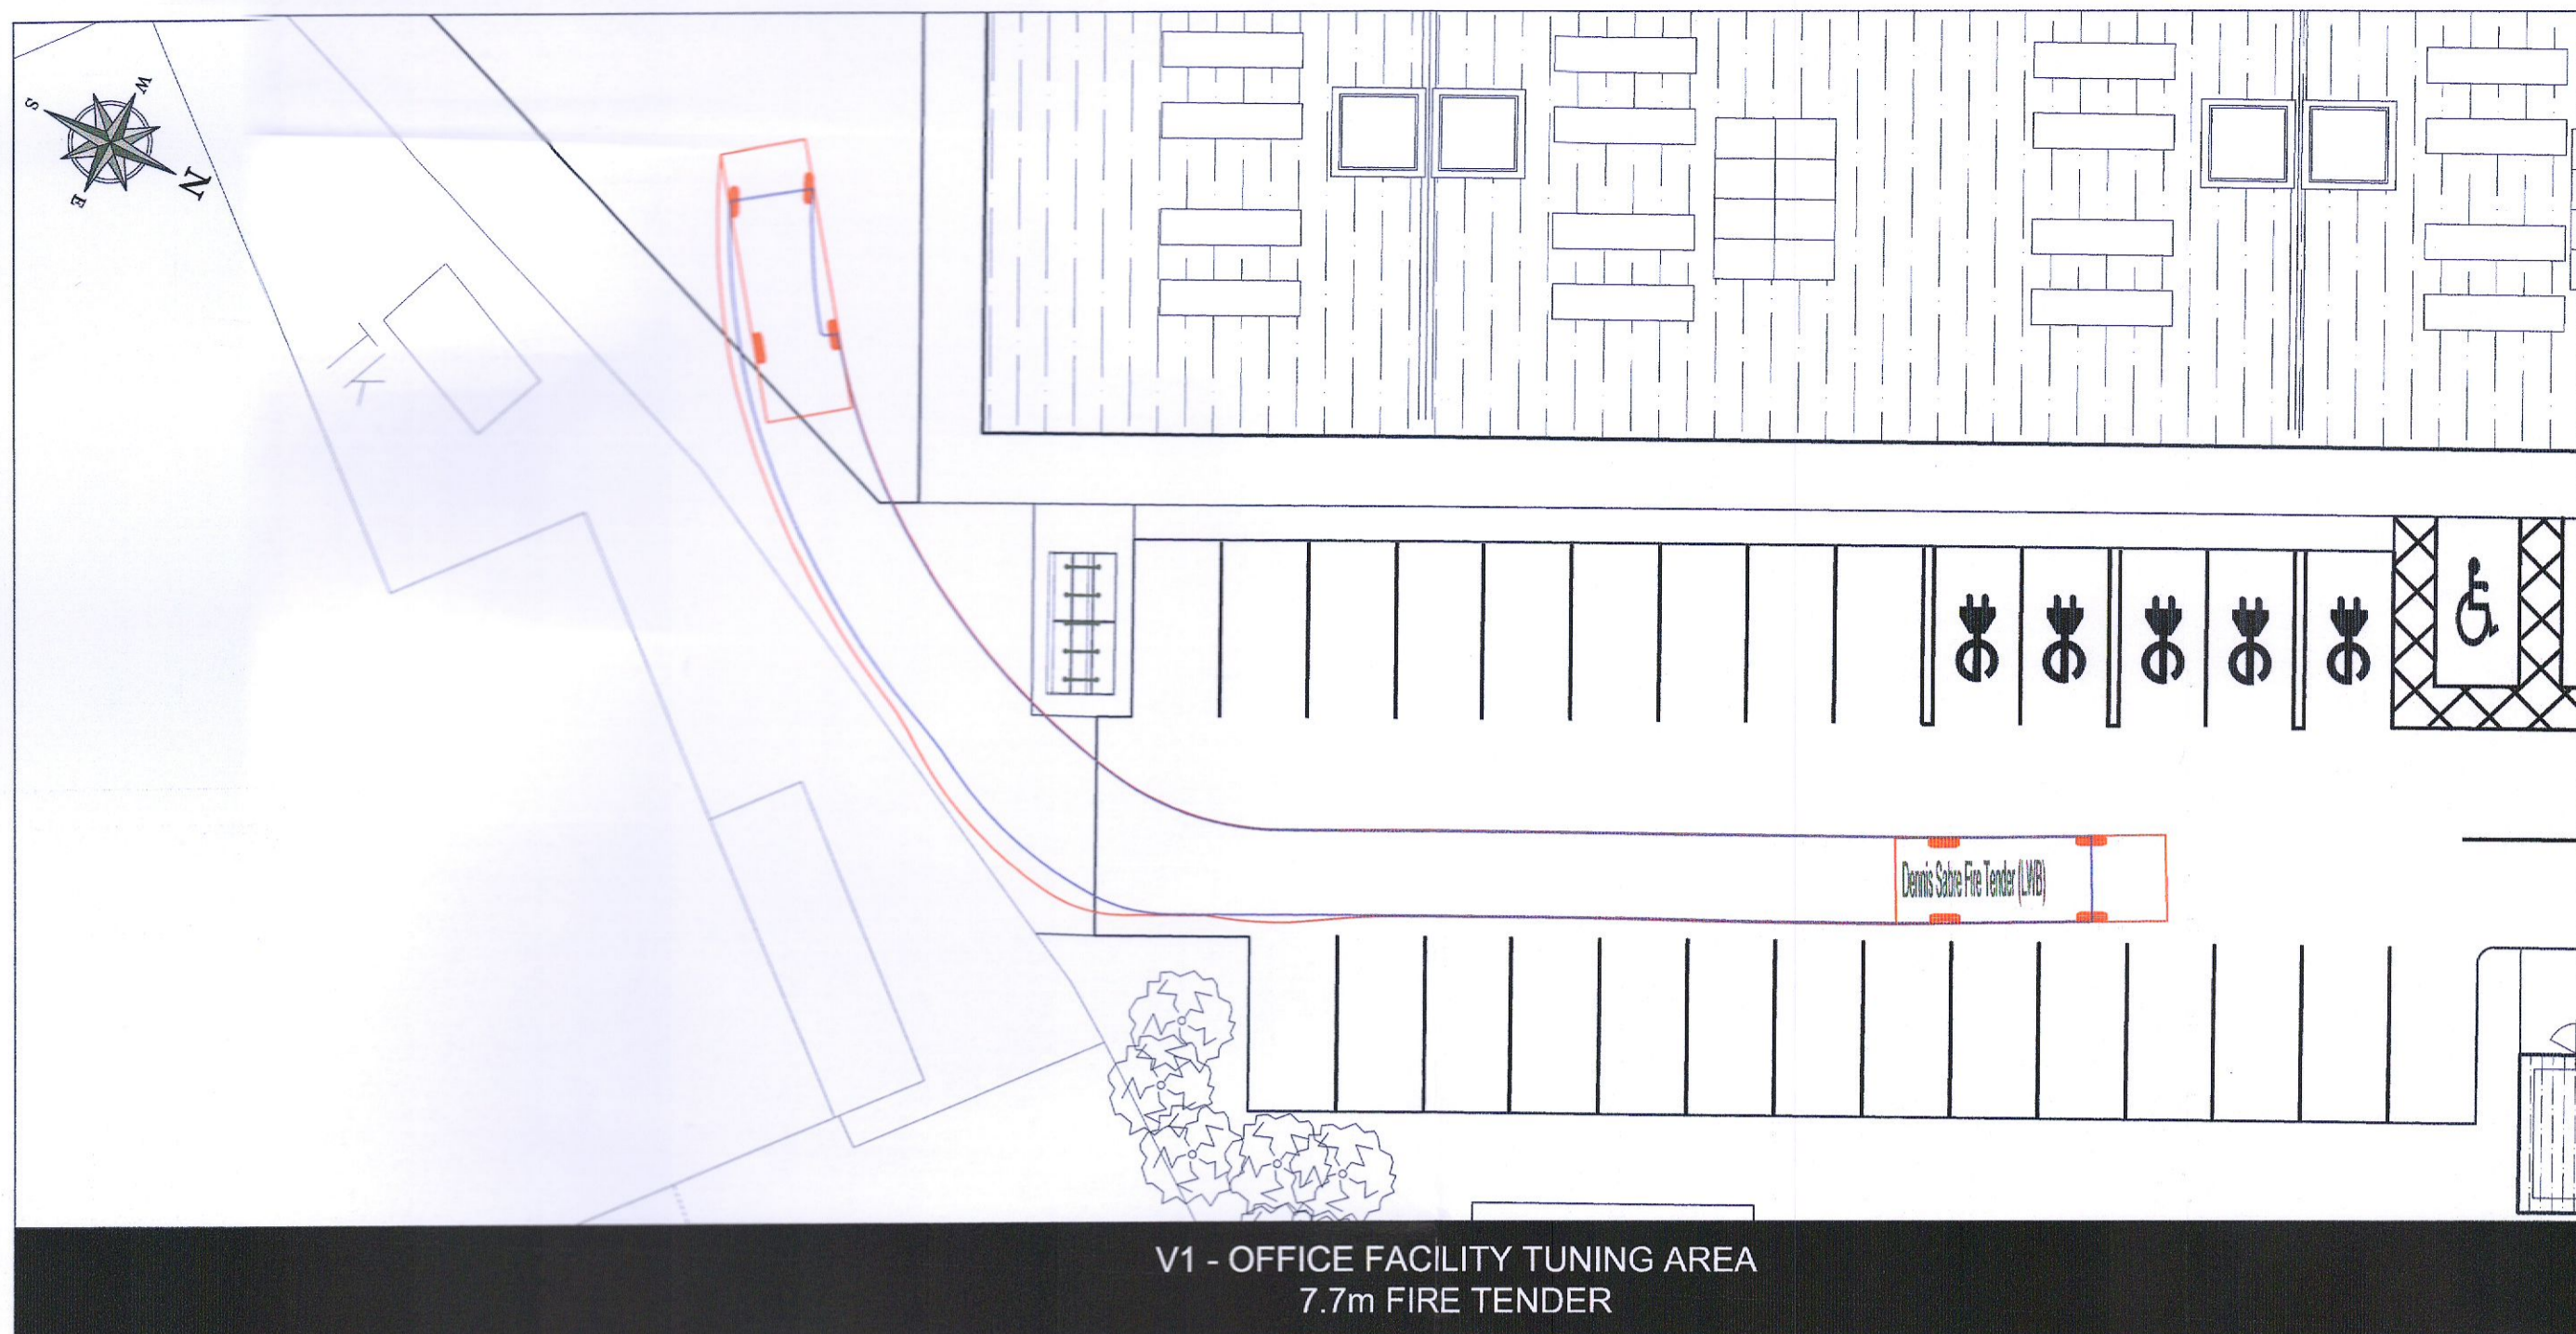 W
S
N
E
TK
Dennis Sabre Fire Tender (LWB)
V1 - OFFICE FACILITY TUNING AREA
7.7m FIRE TENDER